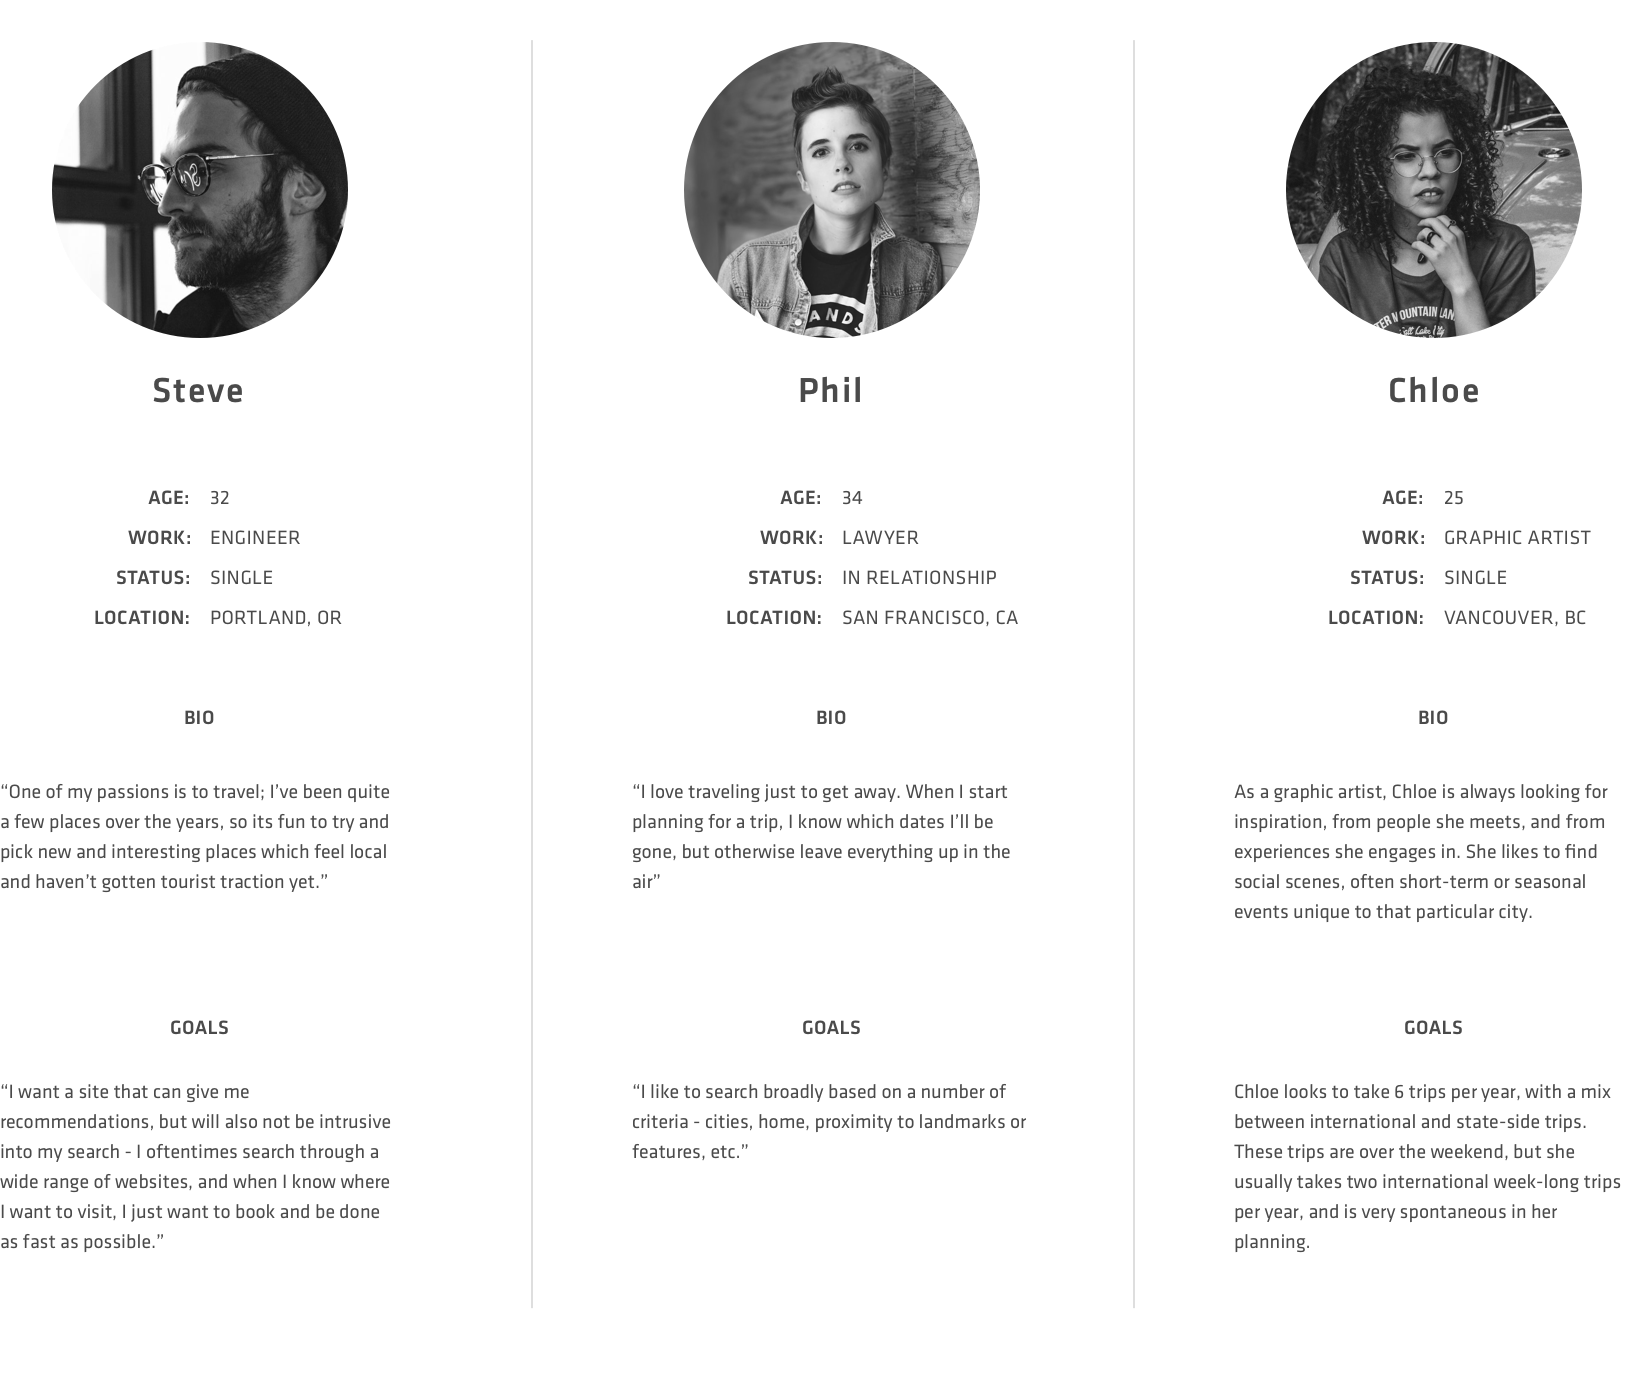 ANDS
TER MOUNTAIN LAN
Salt Lake City
Steve
AGE: 32
WORK: ENGINEER
STATUS: SINGLE
LOCATION: PORTLAND, OR
BIO
“One of my passions is to travel; I’ve been quite
a few places over the years, so its fun to try and
pick new and interesting places which feel local
and haven’t gotten tourist traction yet.”
GOALS
“I want a site that can give me
recommendations, but will also not be intrusive
into my search - I oftentimes search through a
wide range of websites, and when I know where
I want to visit, I just want to book and be done
as fast as possible.”
Phil
AGE: 34
WORK: LAWYER
STATUS: IN RELATIONSHIP
LOCATION: SAN FRANCISCO, CA
BIO
“I love traveling just to get away. When I start
planning for a trip, I know which dates I’ll be
gone, but otherwise leave everything up in the
air”
GOALS
“I like to search broadly based on a number of
criteria - cities, home, proximity to landmarks or
features, etc.”
Chloe
AGE: 25
WORK: GRAPHIC ARTIST
STATUS: SINGLE
LOCATION: VANCOUVER, BC
BIO
As a graphic artist, Chloe is always looking for
inspiration, from people she meets, and from
experiences she engages in. She likes to find
social scenes, often short-term or seasonal
events unique to that particular city.
GOALS
Chloe looks to take 6 trips per year, with a mix
between international and state-side trips.
These trips are over the weekend, but she
usually takes two international week-long trips
per year, and is very spontaneous in her
planning.